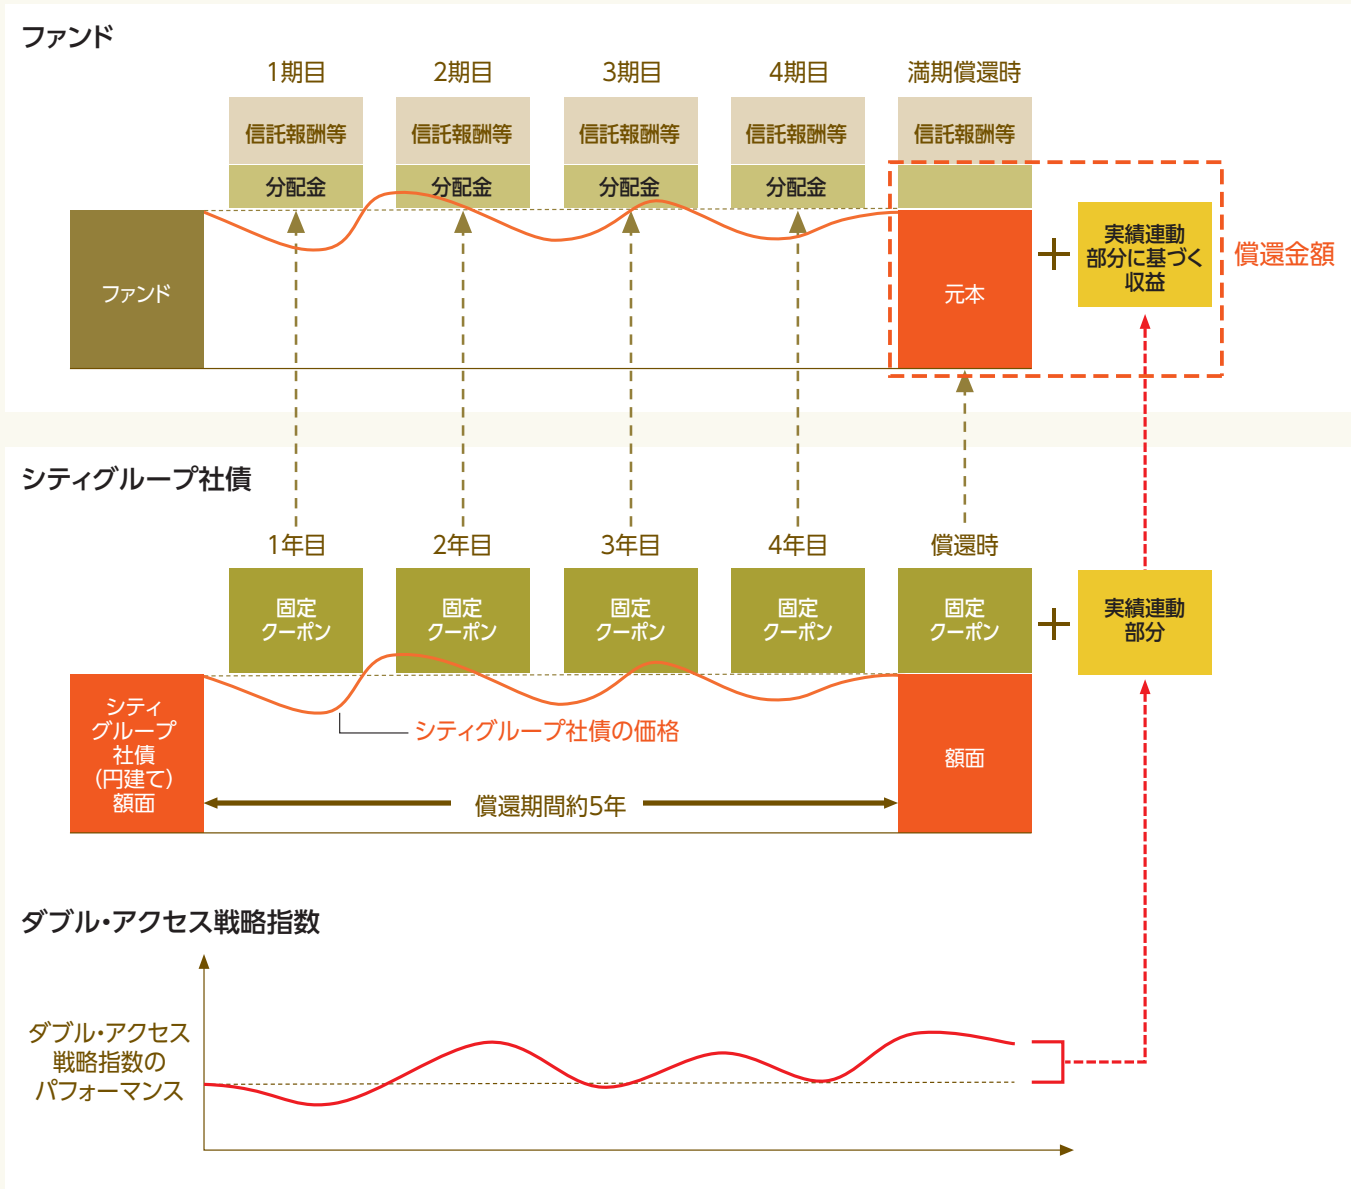 ファンド
1期目
2期目
3期目
4期目
満期償還時
信託報酬等
信託報酬等
信託報酬等
信託報酬等
信託報酬等
分配金
分配金
分配金
分配金
ファンド
元本
実績連動
部分に基づく
収益
償還金額
シティグループ社債
1年目
2年目
3年目
4年目
償還時
固定
クーポン
固定
クーポン
固定
クーポン
固定
クーポン
固定
クーポン
実績連動
部分
シティ
グループ
社債
（円建て）
額面
シティグループ社債の価格
額面
償還期間約5年
ダブル・アクセス戦略指数
ダブル・アクセス
戦略指数の
パフォーマンス